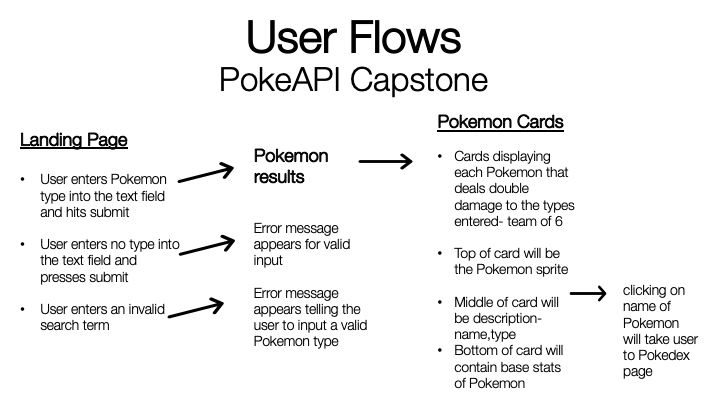 User Flows
PokeAPI Capstone
Landing Page
• User enters Pokemon
type into the text field
and hits submit
• User enters no type into
the text field and
presses submit
• User enters an invalid
search term
Pokemon
results
Error message
appears for valid
input
Error message
appears telling the
user to input a valid
Pokemon type
Pokemon Cards
• Cards displaying
each Pokemon that
deals double
damage to the types
entered- team of 6
• Top of card will be
the Pokemon sprite
• Middle of card will
be description-
name,type
• Bottom of card will
contain base stats
of Pokemon
clicking on
name of
Pokemon
will take user
to Pokedex
page